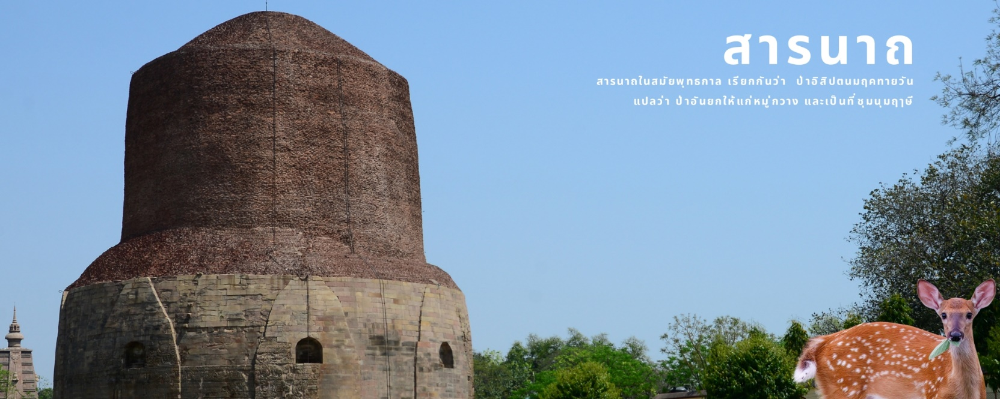 สารนาถ
สารนาถในสมัยพุทธกาล เรียกกันว่า ป่าอิสิปตนมฤคทายวัน
แปลว่า ป่าอันยกให้แก่หมู่กวาง และเป็นที่ชุมนุมฤๅษี